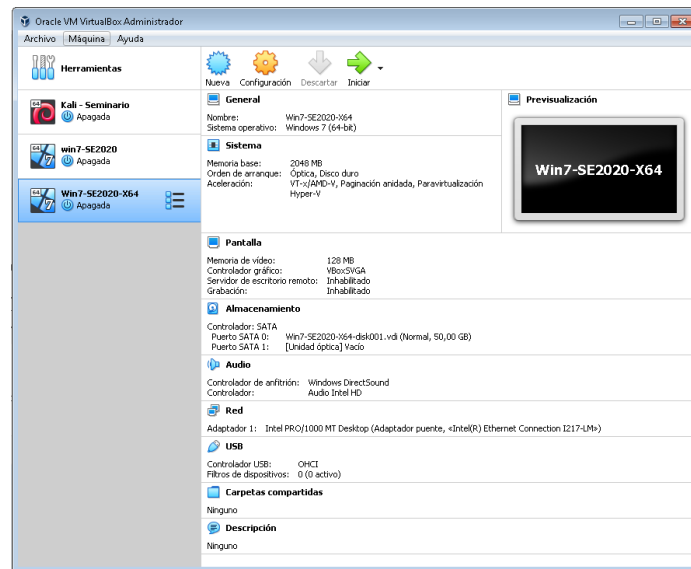 Oracle VM VirtualBox Administrador
Archivo Máquina Ayuda
Herramientas
64
Kali - Seminario
Apagada
64
7
win7-SE2020
Apagada
64
7
Win7-SE2020-X64
Apagada
Nueva Configuración Descartar Iniciar
General
Nombre: Win7-SE2020-X64
Sistema operativo: Windows 7 (64-bit)
Previsualización
Win7-SE2020-X64
Sistema
Memoria base: 2048 MB
Orden de arranque: Óptica, Disco duro
Aceleración: VT-x/AMD-V, Paginación anidada, Paravirtualización
Hyper-V
Pantalla
Memoria de vídeo: 128 MB
Controlador gráfico: VBoxSVGA
Servidor de escritorio remoto: Inhabilitado
Grabación: Inhabilitado
Almacenamiento
Controlador: SATA
Puerto SATA 0: Win7-SE2020-X64-disk001.vdi (Normal, 50,00 GB)
Puerto SATA 1: [Unidad óptica] Vacío
Audio
Controlador de anfitrión: Windows DirectSound
Controlador: Audio Intel HD
Red
Adaptador 1: Intel PRO/1000 MT Desktop (Adaptador puente, «Intel(R) Ethernet Connection I217-LM»)
USB
Controlador USB: OHCI
Filtros de dispositivos: 0 (0 activo)
Carpetas compartidas
Ninguno
Descripción
Ninguno